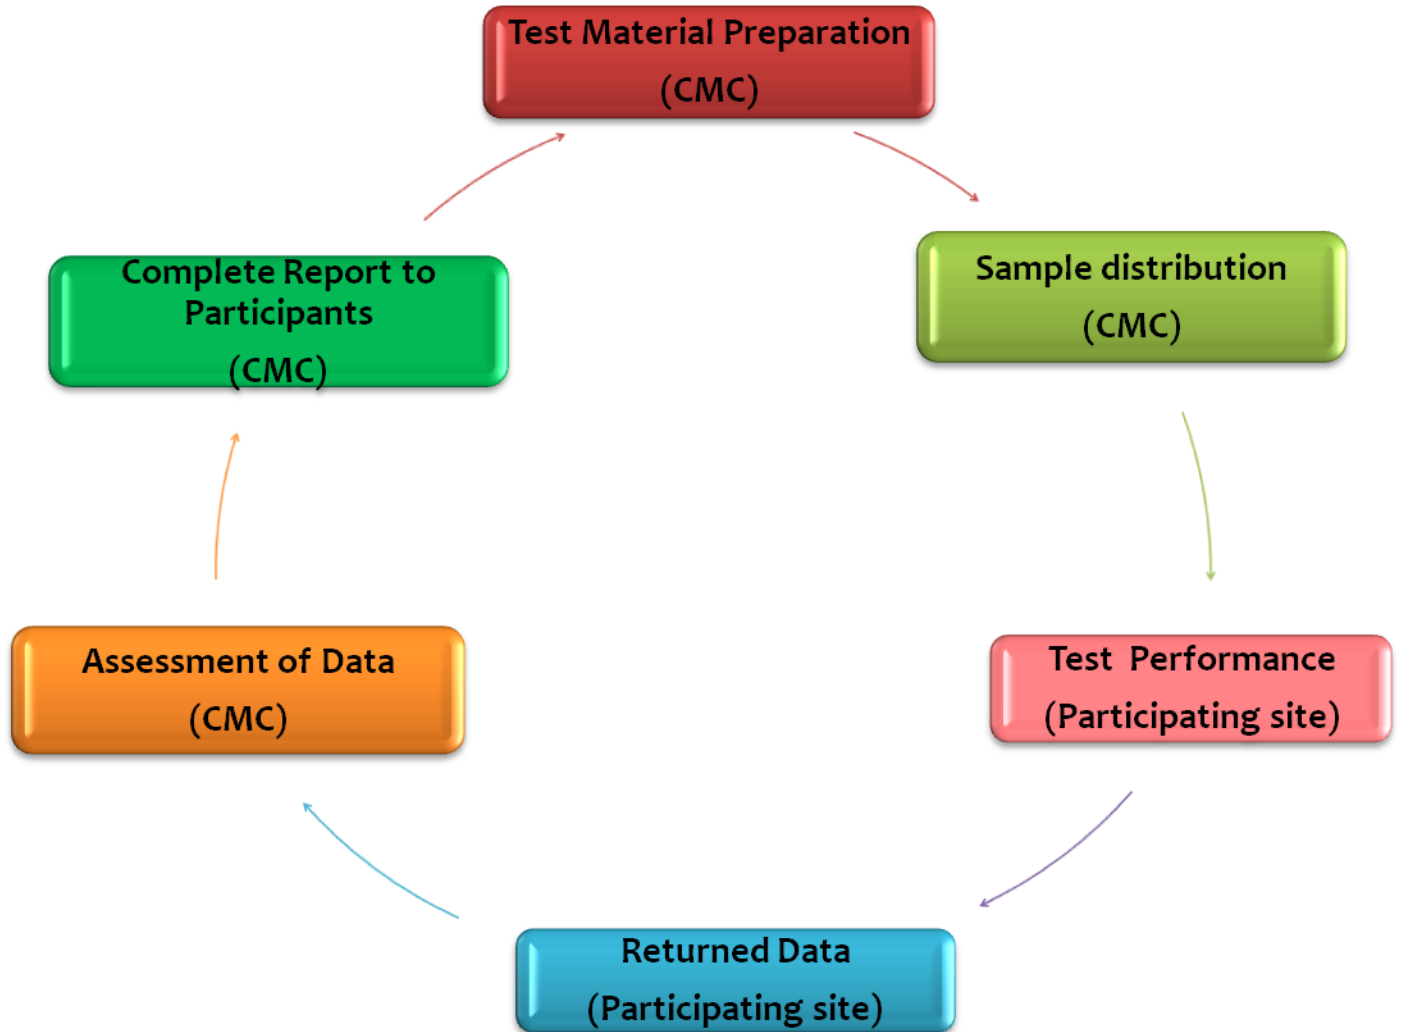 Test Material Preparation
(CMC)
Sample distribution
(CMC)
Test Performance
(Participating site)
Returned Data
(Participating site)
Assessment of Data
(CMC)
Complete Report to
Participants
(CMC)